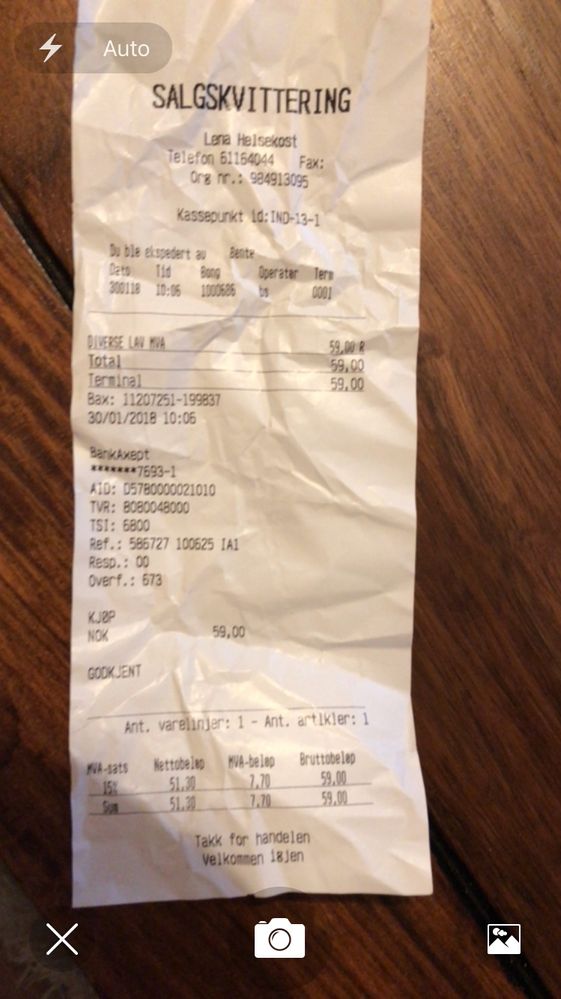 Auto
SALGSKVITTERING
Lena Helsekost
Telefon 61164044 Fax:
Org nr.: 984913095
Kassepunkt id:IND-13-1
Du ble ekspedert av Bente
Dato Tid Bong Operatør Term
300118 10:06 1000686 bs 0001
DIVERSE LAV MVA 59,00 R
Total 59,00
Terminal 59,00
Bax: 11207251-199837
30/01/2018 10:06
BankAxept
*******7693-1
AID: D5780000021010
TVR: 8080048000
TSI: 6800
Ref.: 586727 100625 IA1
Resp.: 00
Overf.: 673
KJØP
NOK 59,00
GODKJENT
Ant. varelinjer: 1 - Ant. artikler: 1
MVA-sats Nettobeløp MVA-beløp Bruttobeløp
15% 51,30 7,70 59,00
Sum 51,30 7,70 59,00
Takk for handelen
Velkommen igjen